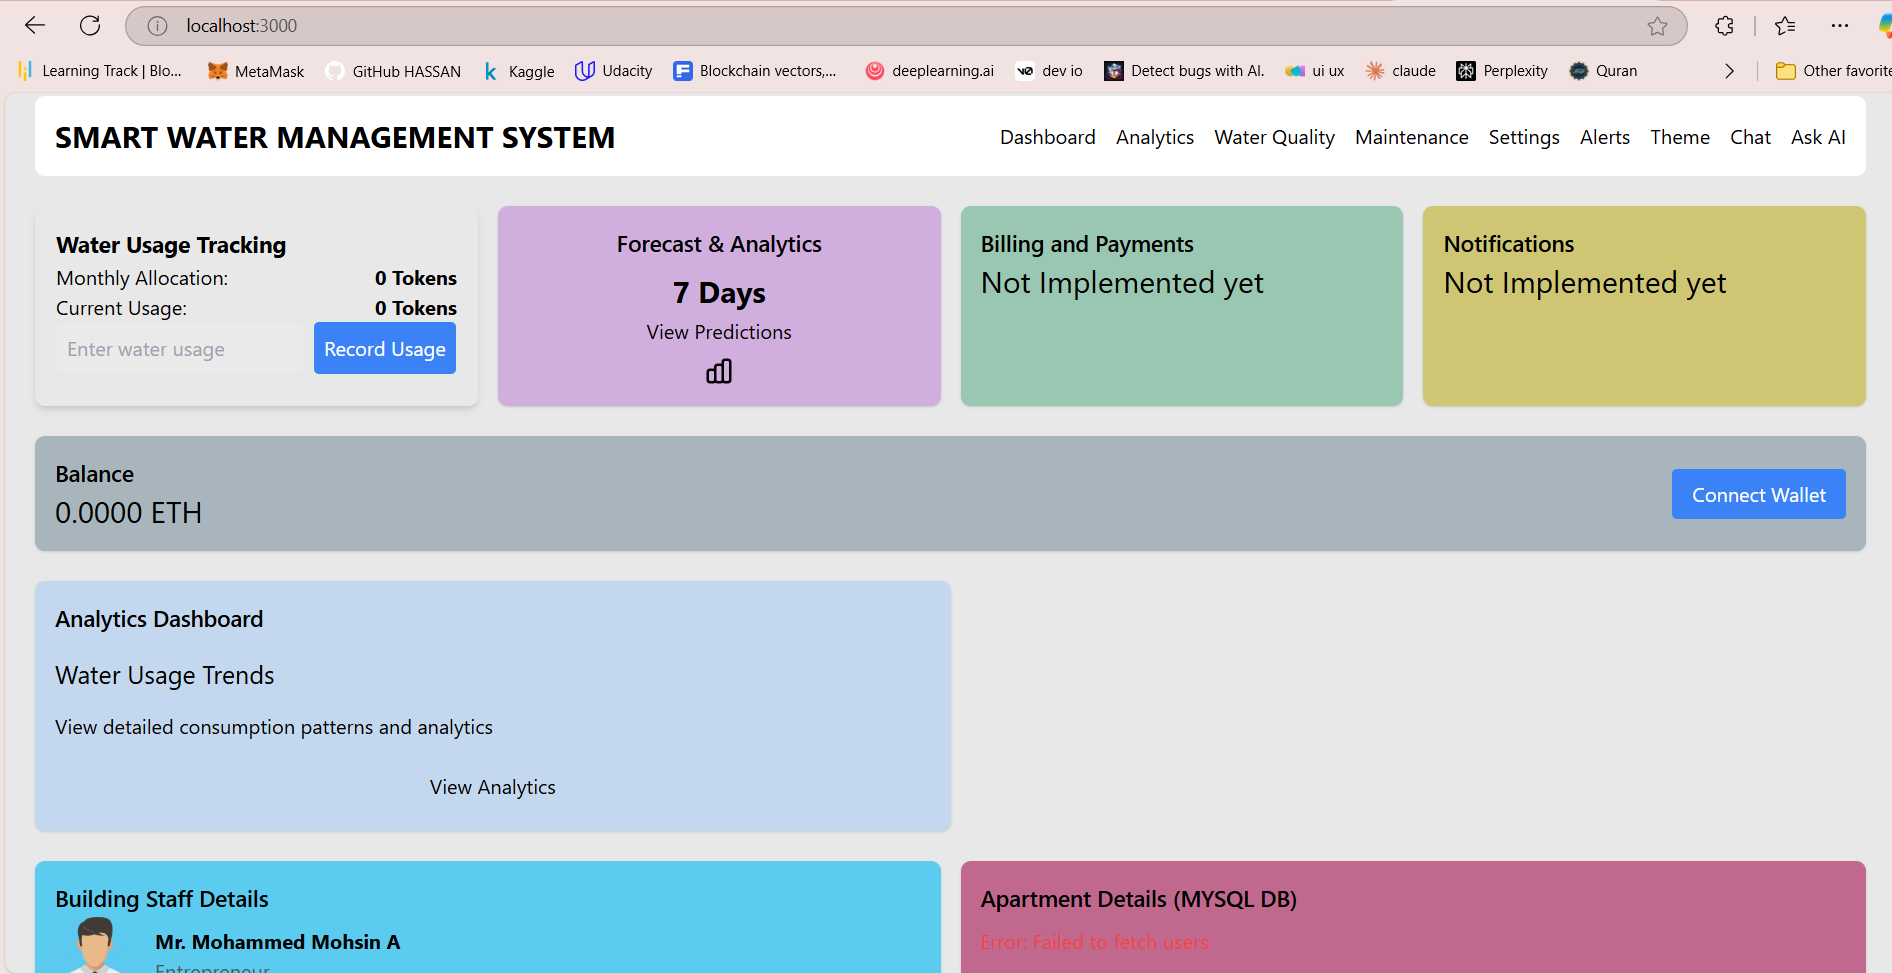 localhost:3000
Learning Track | Blo...
MetaMask
GitHub HASSAN
Kaggle
Udacity
Blockchain vectors,...
deeplearning.ai
dev io
Detect bugs with AI.
ui ux
claude
Perplexity
Quran
Other favorite
SMART WATER MANAGEMENT SYSTEM
Dashboard
Analytics
Water Quality
Maintenance
Settings
Alerts
Theme
Chat
Ask AI
Water Usage Tracking
Monthly Allocation: 0 Tokens
Current Usage: 0 Tokens
Enter water usage
Record Usage
Forecast & Analytics
7 Days
View Predictions
Billing and Payments
Not Implemented yet
Notifications
Not Implemented yet
Balance
0.0000 ETH
Connect Wallet
Analytics Dashboard
Water Usage Trends
View detailed consumption patterns and analytics
View Analytics
Building Staff Details
Mr. Mohammed Mohsin A
Entrepreneur
Apartment Details (MYSQL DB)
Error: Failed to fetch users